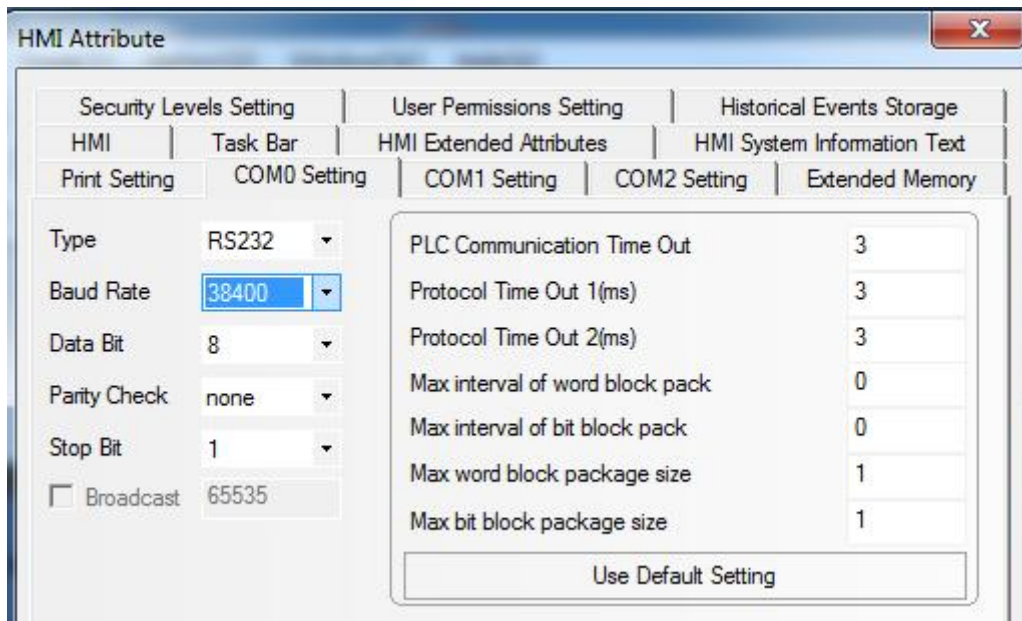 HMI Attribute
Security Levels Setting
User Permissions Setting
Historical Events Storage
HMI
Task Bar
HMI Extended Attributes
HMI System Information Text
Print Setting
COM0 Setting
COM1 Setting
COM2 Setting
Extended Memory
Type
RS232
Baud Rate
38400
Data Bit
8
Parity Check
none
Stop Bit
1
Broadcast
65535
PLC Communication Time Out
3
Protocol Time Out 1(ms)
3
Protocol Time Out 2(ms)
3
Max interval of word block pack
0
Max interval of bit block pack
0
Max word block package size
1
Max bit block package size
1
Use Default Setting